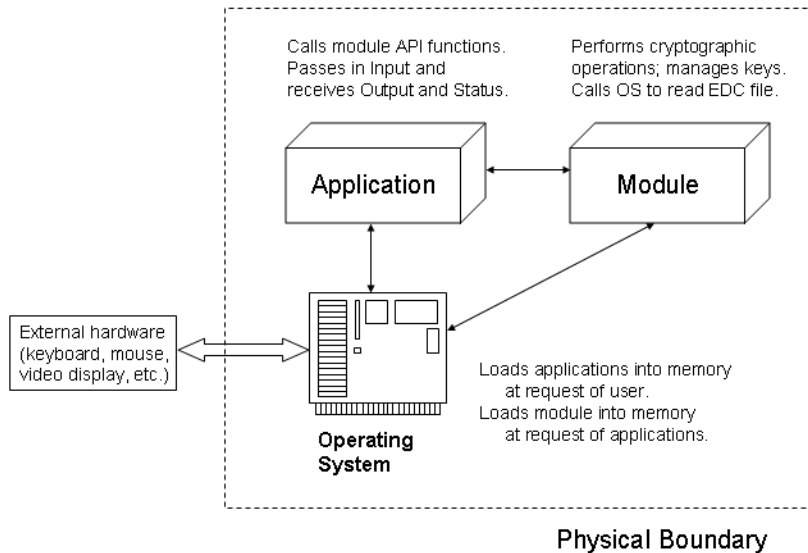 Calls module API functions.
Passes in Input and
receives Output and Status.
Performs cryptographic
operations; manages keys.
Calls OS to read EDC file.
Application
Module
External hardware
(keyboard, mouse,
video display, etc.)
Loads applications into memory
at request of user.
Loads module into memory
at request of applications.
Operating
System
Physical Boundary